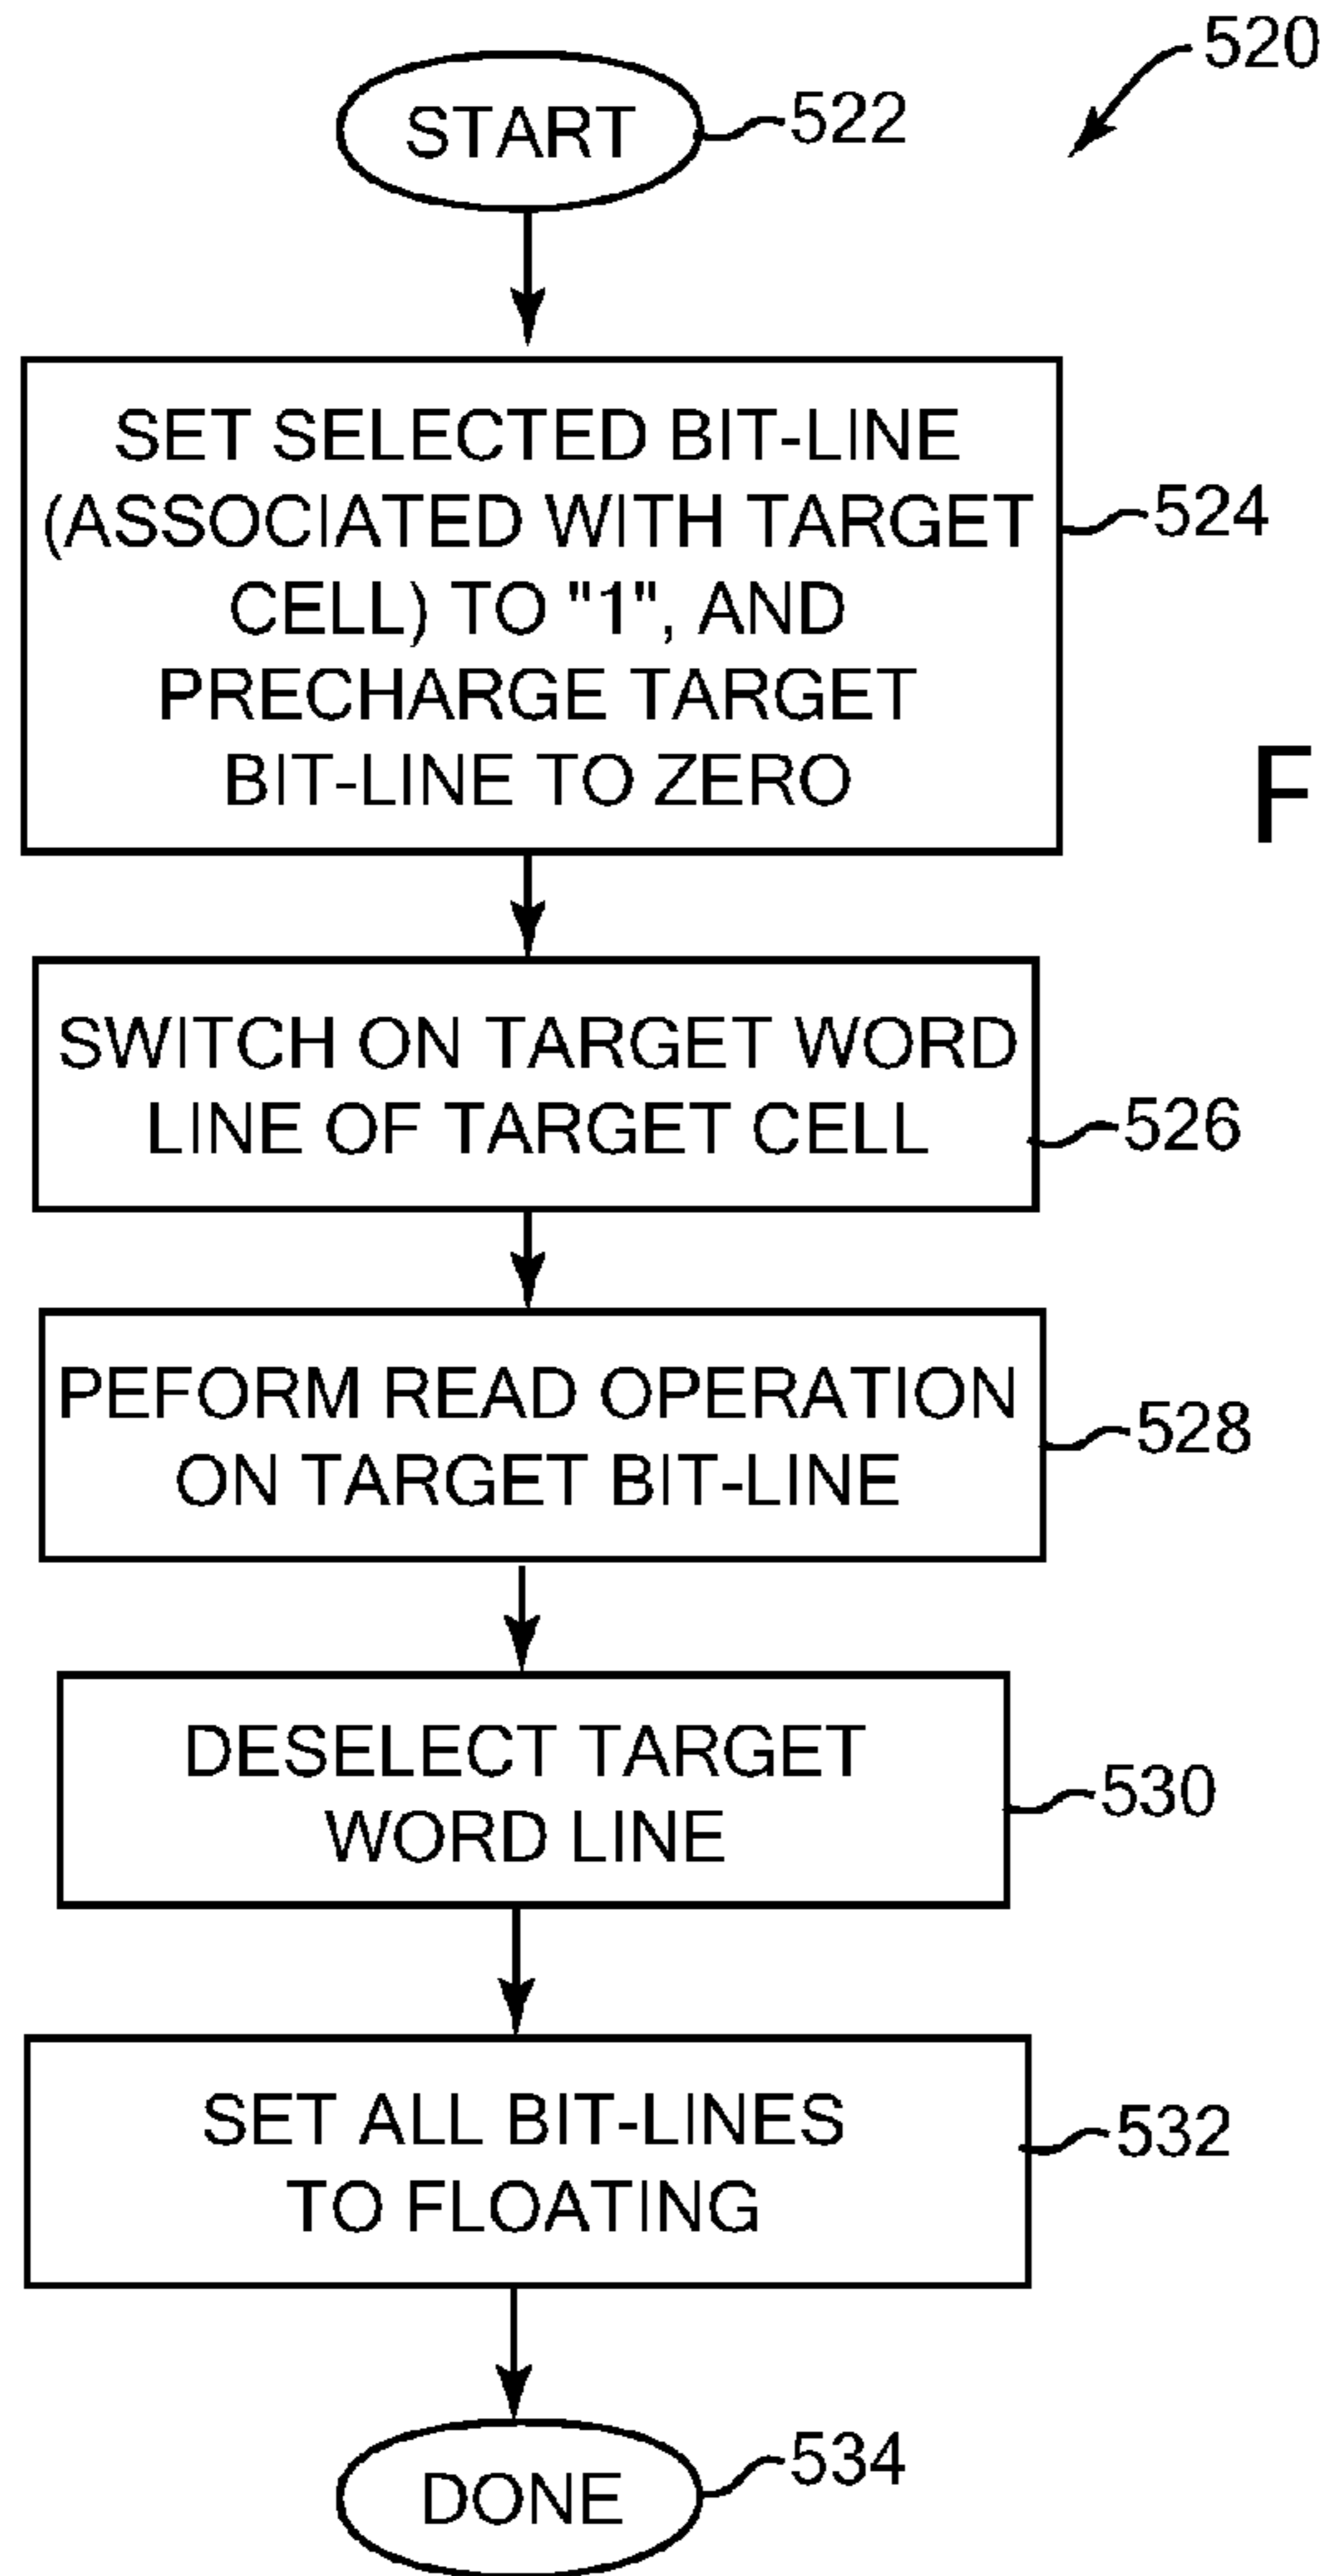 520
START
522
SET SELECTED BIT-LINE
(ASSOCIATED WITH TARGET
CELL) TO "1", AND
PRECHARGE TARGET
BIT-LINE TO ZERO
524
F
SWITCH ON TARGET WORD
LINE OF TARGET CELL
526
PEFORM READ OPERATION
ON TARGET BIT-LINE
528
DESELECT TARGET
WORD LINE
530
SET ALL BIT-LINES
TO FLOATING
532
DONE
534